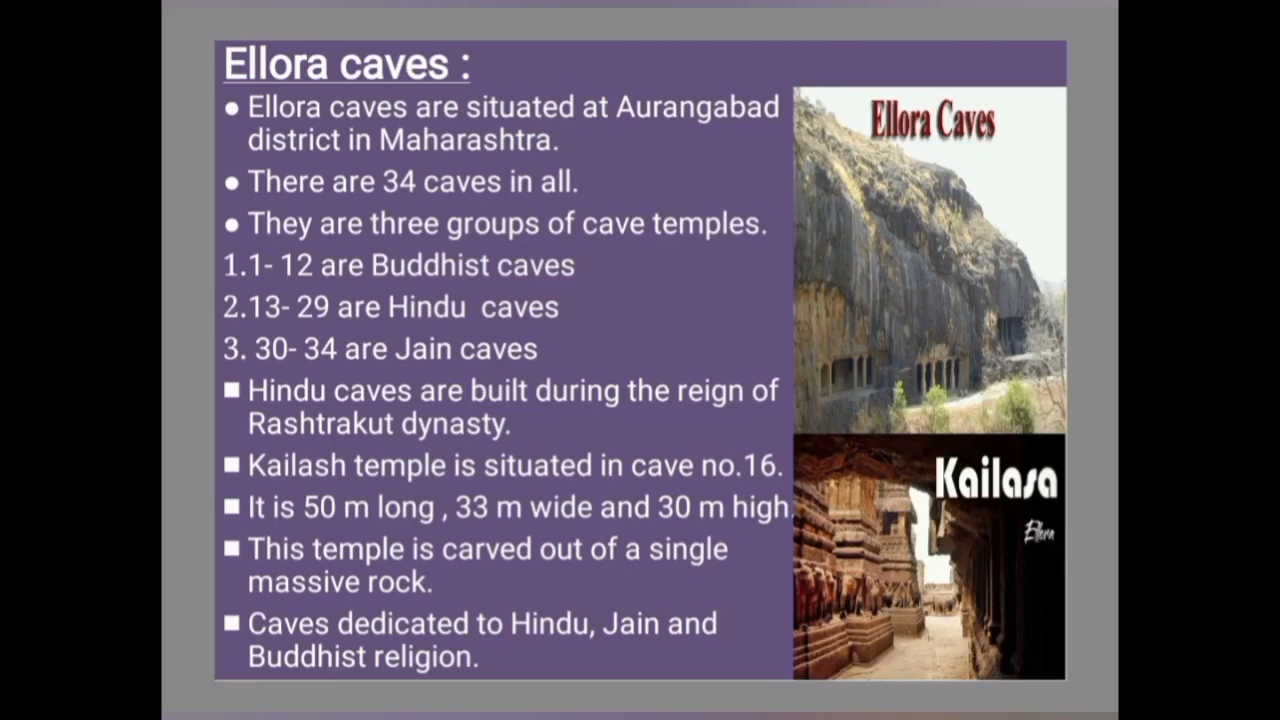 Ellora caves :
● Ellora caves are situated at Aurangabad
district in Maharashtra.
● There are 34 caves in all.
● They are three groups of cave temples.
1.1- 12 are Buddhist caves
2.13- 29 are Hindu  caves
3. 30- 34 are Jain caves
■ Hindu caves are built during the reign of
Rashtrakut dynasty.
■ Kailash temple is situated in cave no.16.
■ It is 50 m long , 33 m wide and 30 m high.
■ This temple is carved out of a single
massive rock.
■ Caves dedicated to Hindu, Jain and
Buddhist religion.
Ellora Caves
Kailasa
Ellora